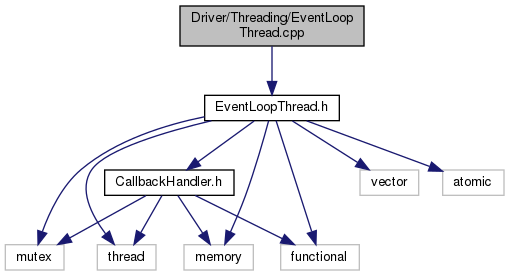 Driver/Threading/EventLoop
Thread.cpp
EventLoopThread.h
CallbackHandler.h
vector
atomic
mutex
thread
memory
functional